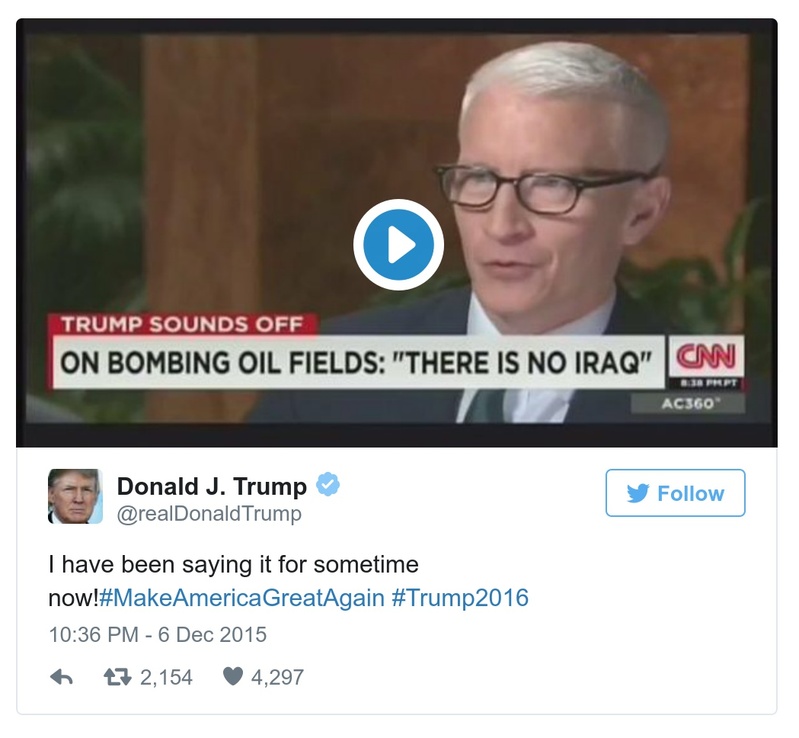 TRUMP SOUNDS OFF
ON BOMBING OIL FIELDS: "THERE IS NO IRAQ"
CNN
8:38 PM PT
AC360°
Donald J. Trump
@realDonaldTrump
Follow
I have been saying it for sometime
now!#MakeAmericaGreatAgain #Trump2016
10:36 PM - 6 Dec 2015
2,154 4,297